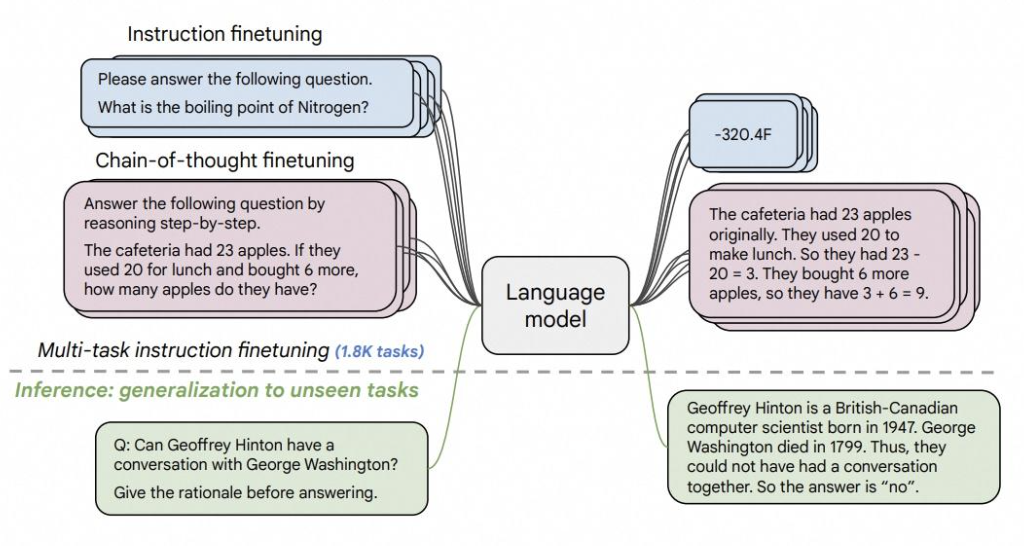 Instruction finetuning
Please answer the following question.
What is the boiling point of Nitrogen?
-320.4F
Chain-of-thought finetuning
Answer the following question by
reasoning step-by-step.
The cafeteria had 23 apples. If they
used 20 for lunch and bought 6 more,
how many apples do they have?
The cafeteria had 23 apples
originally. They used 20 to
make lunch. So they had 23 -
20 = 3. They bought 6 more
apples, so they have 3 + 6 = 9.
Language
model
Multi-task instruction finetuning (1.8K tasks)
Inference: generalization to unseen tasks
Q: Can Geoffrey Hinton have a
conversation with George Washington?
Give the rationale before answering.
Geoffrey Hinton is a British-Canadian
computer scientist born in 1947. George
Washington died in 1799. Thus, they
could not have had a conversation
together. So the answer is “no”.